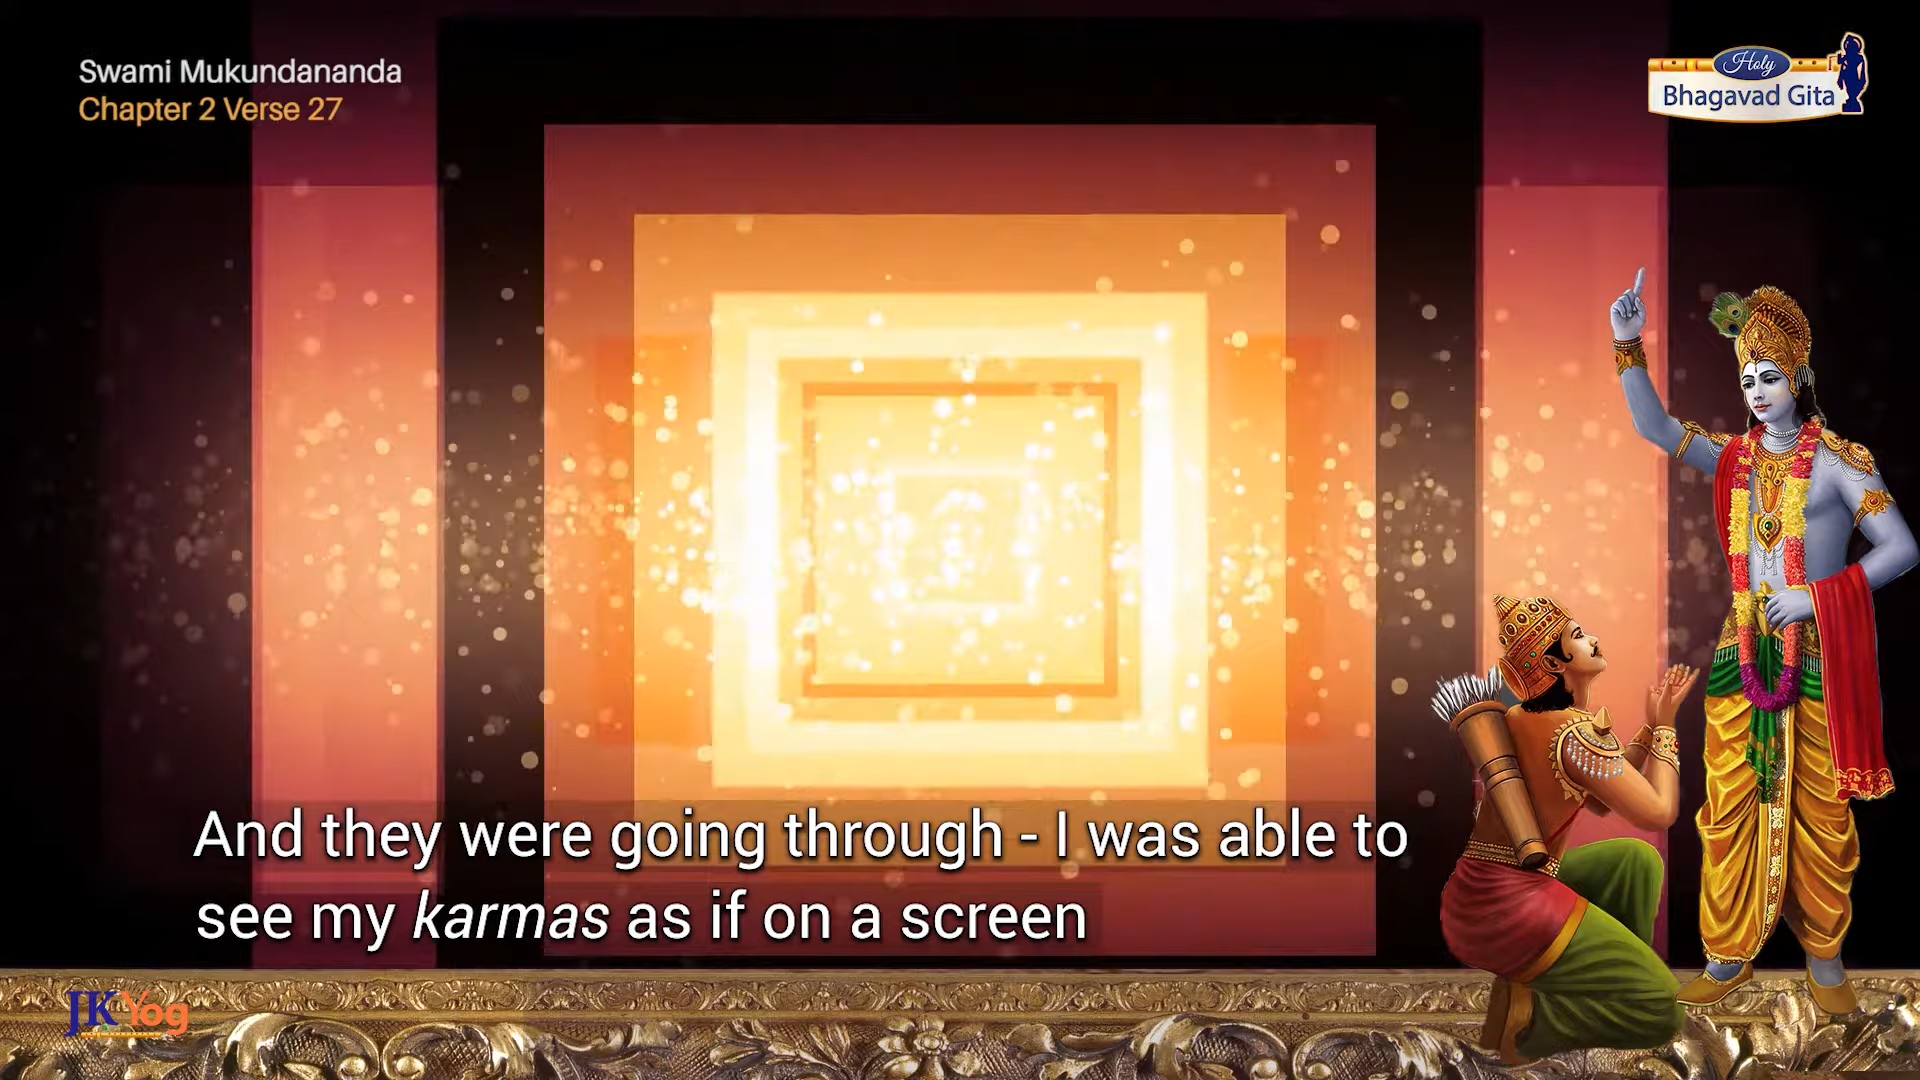 Swami Mukundananda
Chapter 2 Verse 27
Holy
Bhagavad Gita
And they were going through - I was able to
see my karmas as if on a screen
JKYog